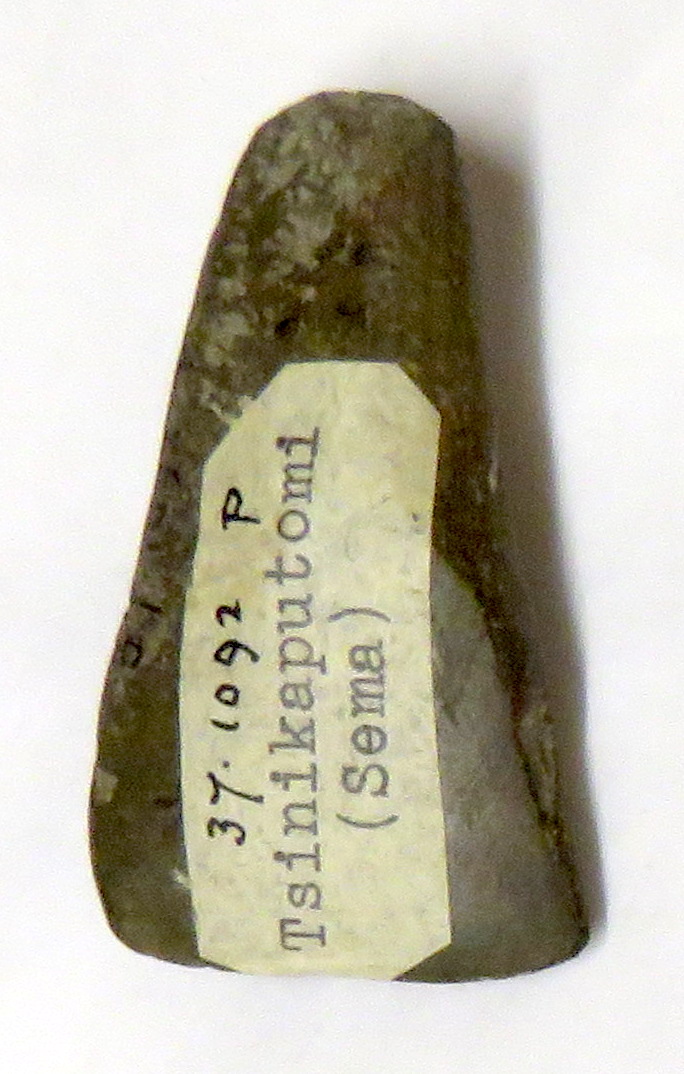 37.1092 P
Tsinikaputomi
(Sema)